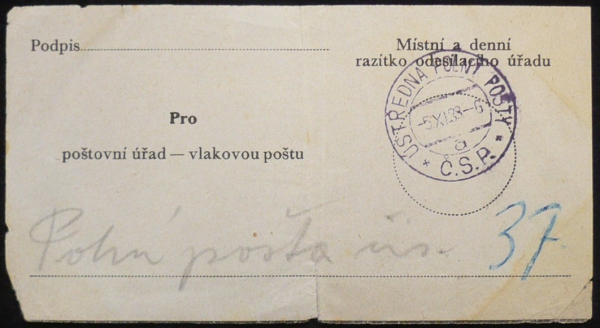 Podpis
Místní a denní
razítko odesílacího úřadu
ÚSTŘEDNA POLNÍ POŠTY
-5.XI.38-6
a
* Č.S.P. *
Pro
poštovní úřad — vlakovou poštu
Polní pošta čís. 37